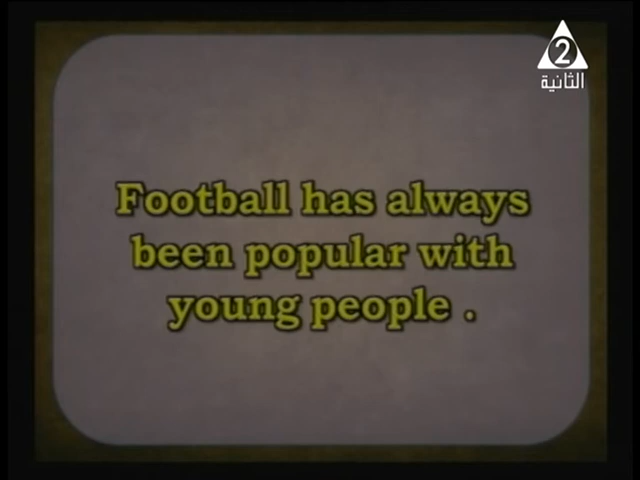 2
الثانية
Football has always
been popular with
young people .